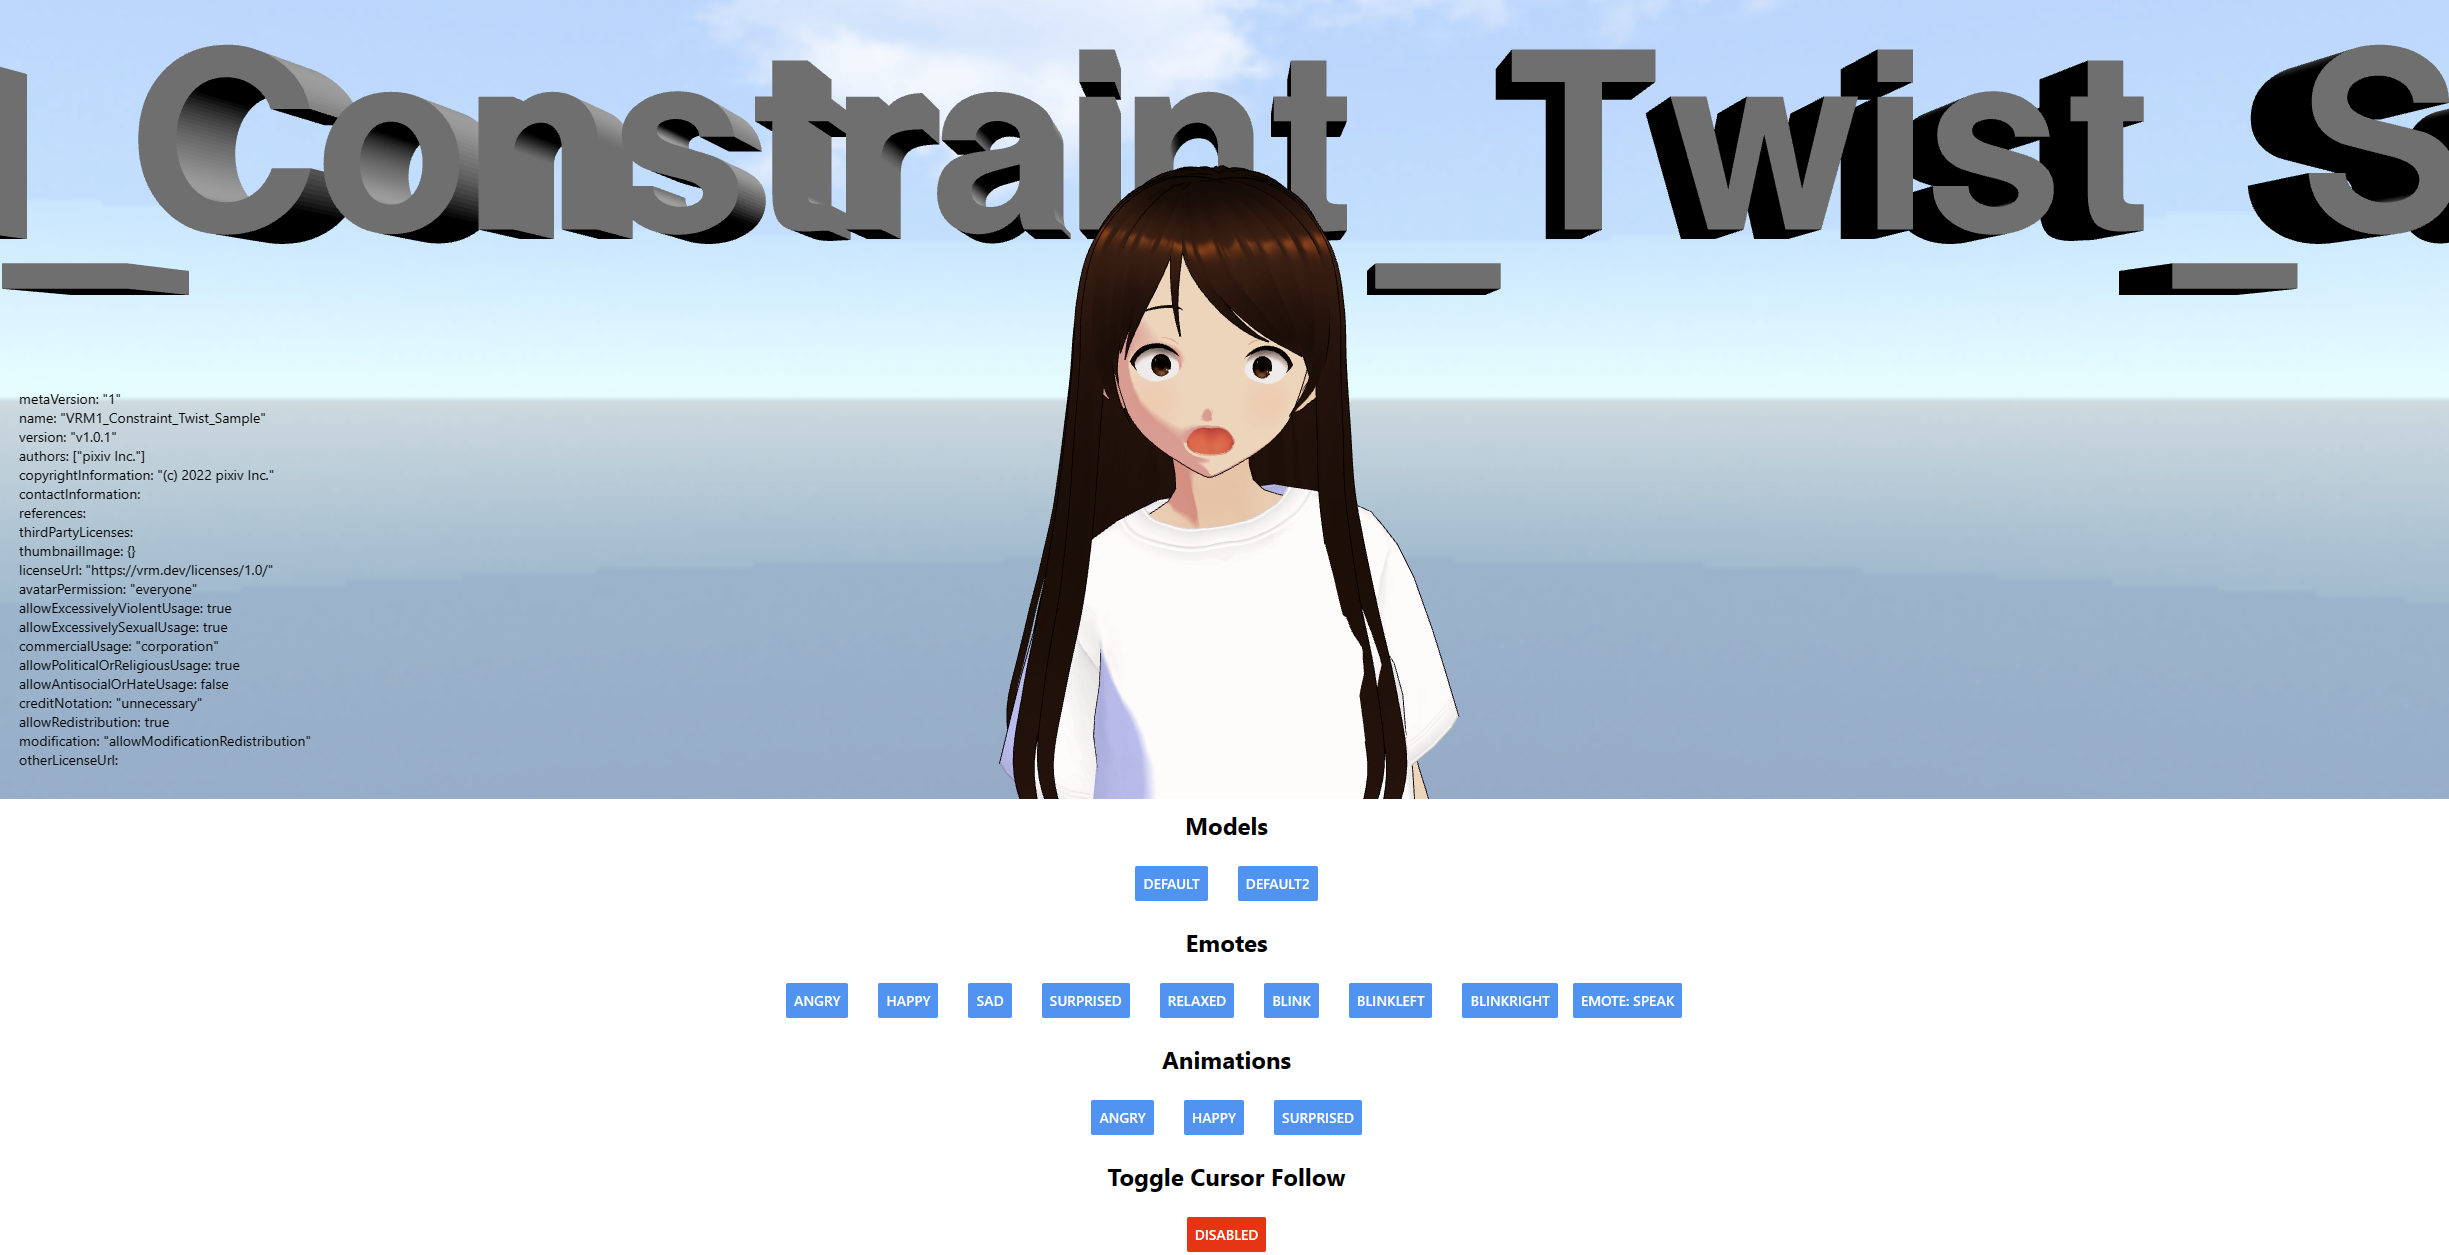 1_Constraint_Twist_S
metaVersion: "1"
name: "VRM1_Constraint_Twist_Sample"
version: "v1.0.1"
authors: ["pixiv Inc."]
copyrightInformation: "(c) 2022 pixiv Inc."
contactInformation:
references:
thirdPartyLicenses:
thumbnailImage: {}
licenseUrl: "https://vrm.dev/licenses/1.0/"
avatarPermission: "everyone"
allowExcessivelyViolentUsage: true
allowExcessivelySexualUsage: true
commercialUsage: "corporation"
allowPoliticalOrReligiousUsage: true
allowAntisocialOrHateUsage: false
creditNotation: "unnecessary"
allowRedistribution: true
modification: "allowModificationRedistribution"
otherLicenseUrl:
Models
DEFAULT DEFAULT2
Emotes
ANGRY HAPPY SAD SURPRISED RELAXED BLINK BLINKLEFT BLINKRIGHT EMOTE: SPEAK
Animations
ANGRY HAPPY SURPRISED
Toggle Cursor Follow
DISABLED